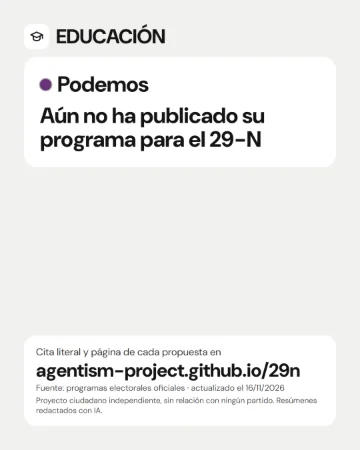 EDUCACIÓN
Podemos
Aún no ha publicado su
programa para el 29-N
Cita literal y página de cada propuesta en
agentism-project.github.io/29n
Fuente: programas electorales oficiales · actualizado el 16/11/2026
Proyecto ciudadano independiente, sin relación con ningún partido. Resúmenes
redactados con IA.